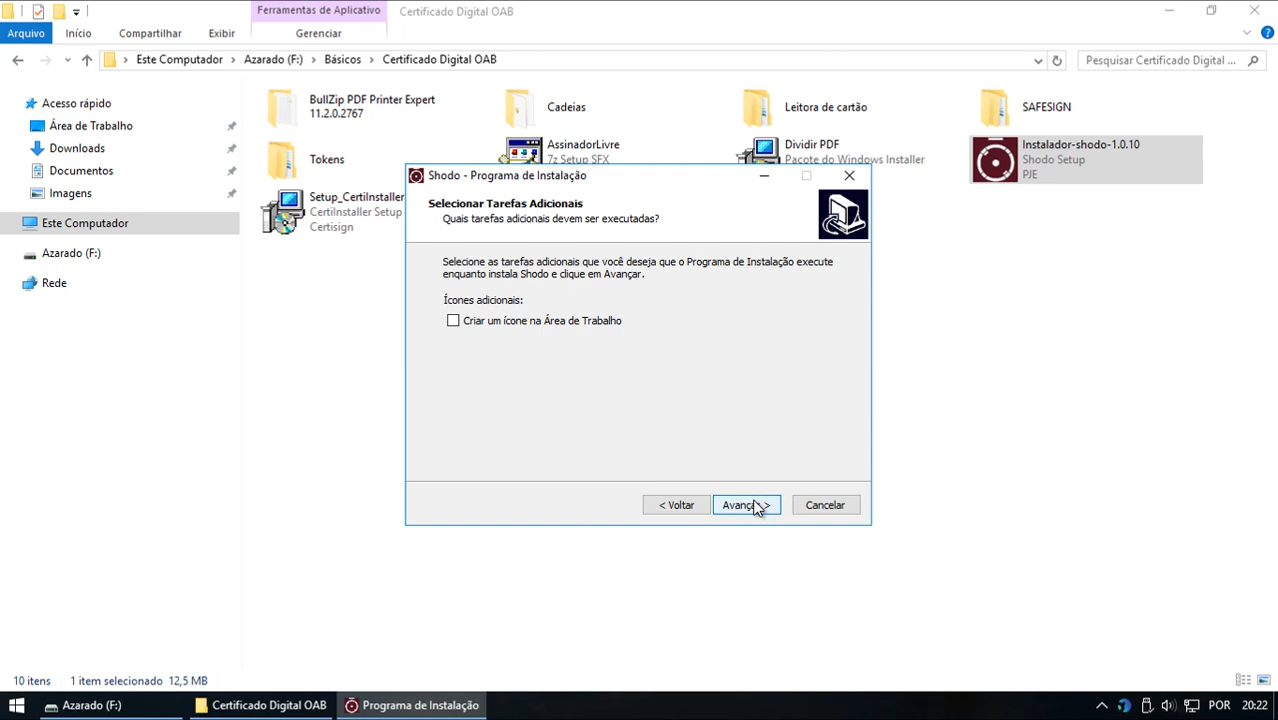 Ferramentas de Aplicativo
Certificado Digital OAB
Arquivo
Início
Compartilhar
Exibir
Gerenciar
Este Computador
Azarado (F:)
Básicos
Certificado Digital OAB
Pesquisar Certificado Digital ...
Acesso rápido
Área de Trabalho
Downloads
Documentos
Imagens
Este Computador
Azarado (F:)
Rede
BullZip PDF Printer Expert
11.2.0.2767
Cadeias
Leitora de cartão
SAFESIGN
Tokens
AssinadorLivre
7z Setup SFX
Dividir PDF
Pacote do Windows Installer
Instalador-shodo-1.0.10
Shodo Setup
PJE
Setup_CertiInstaller
CertiInstaller Setup
Certisign
Shodo - Programa de Instalação
Selecionar Tarefas Adicionais
Quais tarefas adicionais devem ser executadas?
Selecione as tarefas adicionais que você deseja que o Programa de Instalação execute
enquanto instala Shodo e clique em Avançar.
Ícones adicionais:
Criar um ícone na Área de Trabalho
< Voltar
Avançar >
Cancelar
10 itens
1 item selecionado 12,5 MB
Azarado (F:)
Certificado Digital OAB
Programa de Instalação
POR
20:22